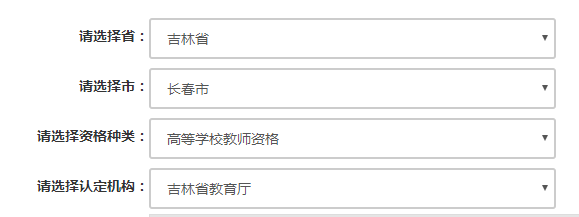 请选择省： 吉林省
请选择市： 长春市
请选择资格种类： 高等学校教师资格
请选择认定机构： 吉林省教育厅